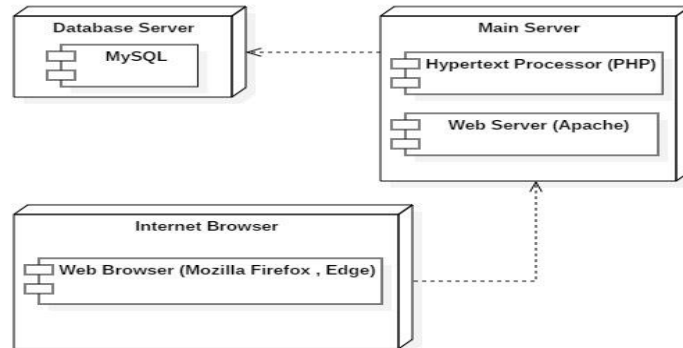 Database Server
MySQL
Main Server
Hypertext Processor (PHP)
Web Server (Apache)
Internet Browser
Web Browser (Mozilla Firefox , Edge)